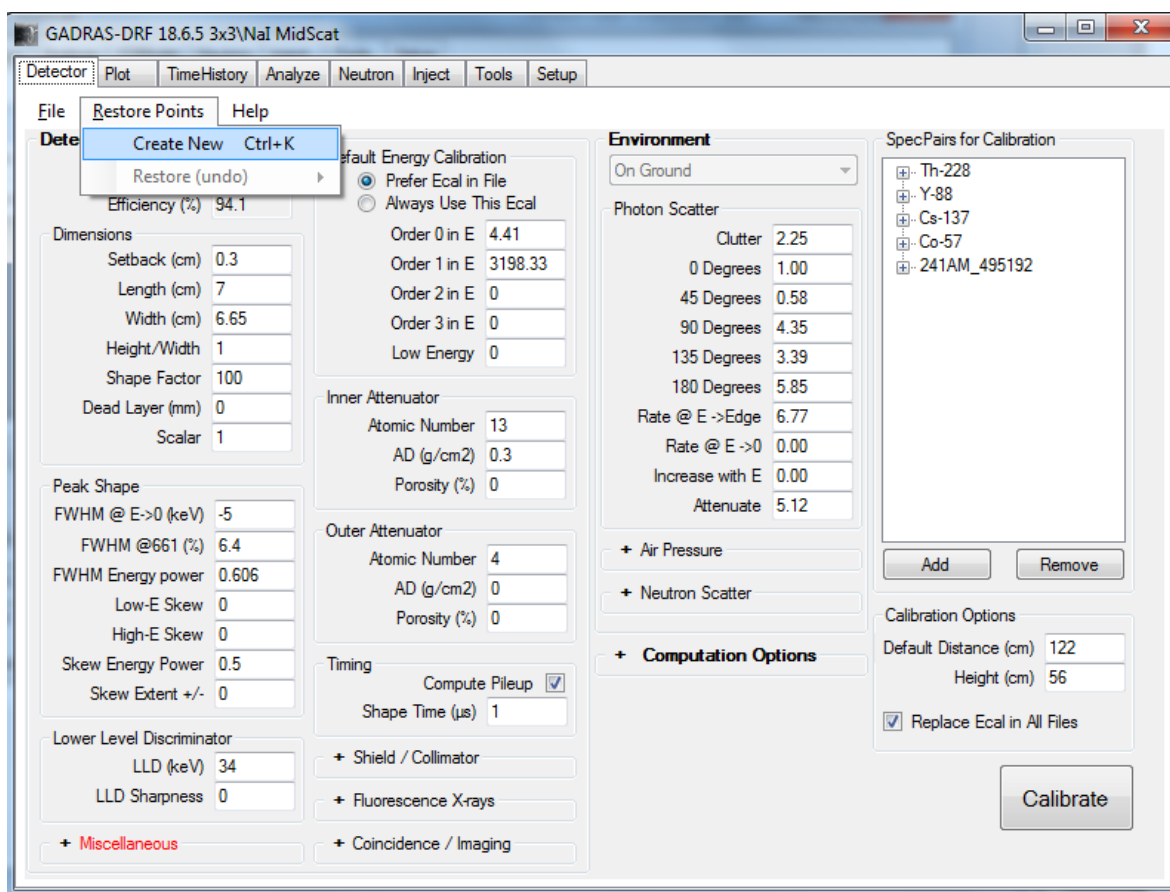 GADRAS-DRF 18.6.5 3x3\NaI MidScat
Detector Plot TimeHistory Analyze Neutron Inject Tools Setup
File Restore Points Help
Create New Ctrl+K
Restore (undo)
Dete
Efficiency (%) 94.1
Dimensions
Setback (cm) 0.3
Length (cm) 7
Width (cm) 6.65
Height/Width 1
Shape Factor 100
Dead Layer (mm) 0
Scalar 1
Peak Shape
FWHM @ E->0 (keV) -5
FWHM @661 (%) 6.4
FWHM Energy power 0.606
Low-E Skew 0
High-E Skew 0
Skew Energy Power 0.5
Skew Extent +/- 0
Lower Level Discriminator
LLD (keV) 34
LLD Sharpness 0
+ Miscellaneous
efault Energy Calibration
Prefer Ecal in File
Always Use This Ecal
Order 0 in E 4.41
Order 1 in E 3198.33
Order 2 in E 0
Order 3 in E 0
Low Energy 0
Inner Attenuator
Atomic Number 13
AD (g/cm2) 0.3
Porosity (%) 0
Outer Attenuator
Atomic Number 4
AD (g/cm2) 0
Porosity (%) 0
Timing
Compute Pileup
Shape Time (µs) 1
+ Shield / Collimator
+ Fluorescence X-rays
+ Coincidence / Imaging
Environment
On Ground
Photon Scatter
Clutter 2.25
0 Degrees 1.00
45 Degrees 0.58
90 Degrees 4.35
135 Degrees 3.39
180 Degrees 5.85
Rate @ E ->Edge 6.77
Rate @ E ->0 0.00
Increase with E 0.00
Attenuate 5.12
+ Air Pressure
+ Neutron Scatter
+ Computation Options
SpecPairs for Calibration
Th-228
Y-88
Cs-137
Co-57
241AM_495192
Add Remove
Calibration Options
Default Distance (cm) 122
Height (cm) 56
Replace Ecal in All Files
Calibrate